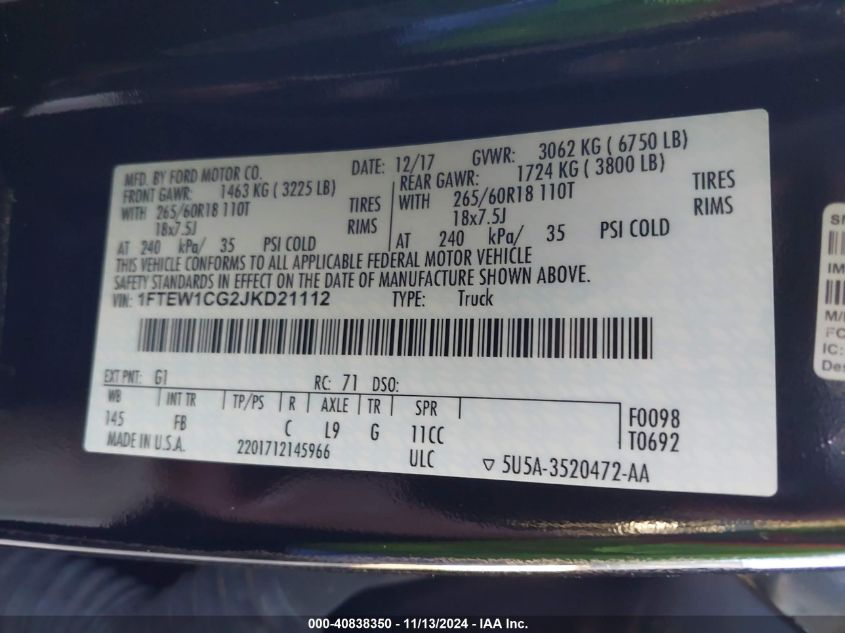 MFD. BY FORD MOTOR CO. DATE: 12/17 GVWR: 3062 KG ( 6750 LB)
FRONT GAWR: 1463 KG ( 3225 LB) REAR GAWR: 1724 KG ( 3800 LB)
WITH 265/60R18 110T TIRES WITH 265/60R18 110T TIRES
18x7.5J RIMS 18x7.5J RIMS
AT 240 kPa/ 35 PSI COLD AT 240 kPa/ 35 PSI COLD
THIS VEHICLE CONFORMS TO ALL APPLICABLE FEDERAL MOTOR VEHICLE
SAFETY STANDARDS IN EFFECT ON THE DATE OF MANUFACTURE SHOWN ABOVE.
VIN: 1FTEW1CG2JKD21112 TYPE: Truck
EXT PNT: G1 RC: 71 DSO:
WB INT TR TP/PS R AXLE TR SPR
145 FB C L9 G 11CC F0098
MADE IN U.S.A. 2201712145966 ULC T0692
5U5A-3520472-AA
SN
IM
M/
FC
IC:
Des
000-40838350 - 11/13/2024 - IAA Inc.